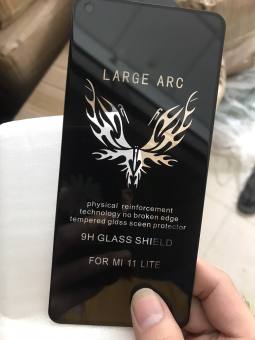 LARGE ARC
physical reinforcement
technology no broken edge
tempered glass sceen protector
9H GLASS SHIELD
FOR MI 11 LITE